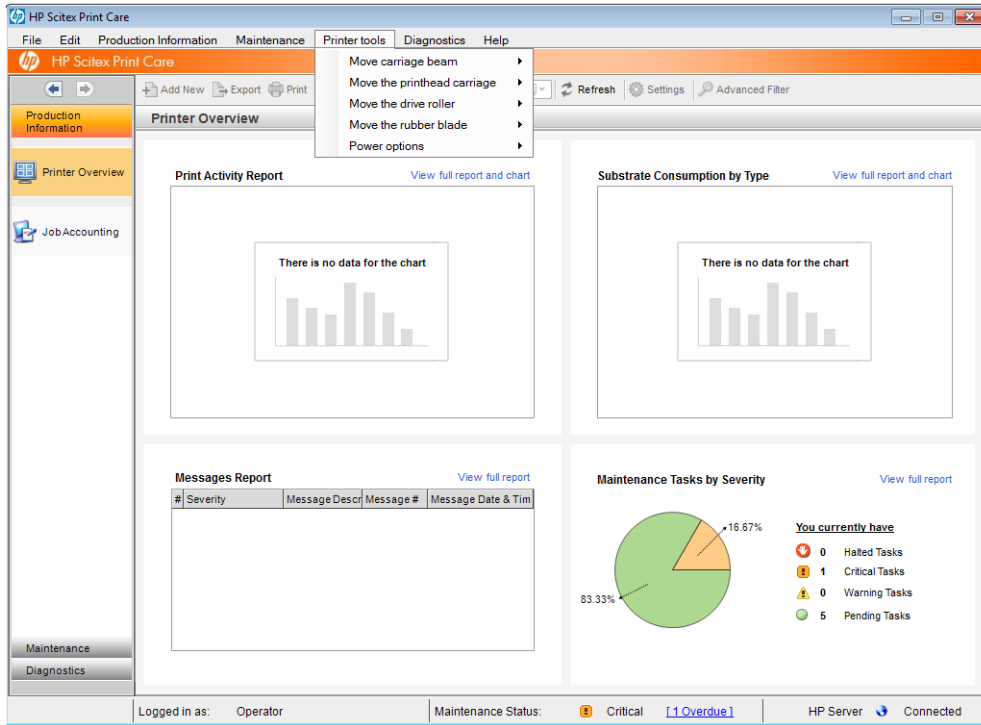 HP Scitex Print Care
File Edit Production Information Maintenance Printer tools Diagnostics Help
HP Scitex Print Care
Move carriage beam
Move the printhead carriage
Move the drive roller
Move the rubber blade
Power options
Add New Export Print
Refresh Settings Advanced Filter
Production
Information
Printer Overview
Job Accounting
Maintenance
Diagnostics
Printer Overview
Print Activity Report View full report and chart
There is no data for the chart
Substrate Consumption by Type View full report and chart
There is no data for the chart
Messages Report View full report
# Severity Message Descr Message # Message Date & Tim
Maintenance Tasks by Severity View full report
16.67%
83.33%
You currently have
0 Halted Tasks
1 Critical Tasks
0 Warning Tasks
5 Pending Tasks
Logged in as: Operator Maintenance Status: Critical [ 1 Overdue ] HP Server Connected